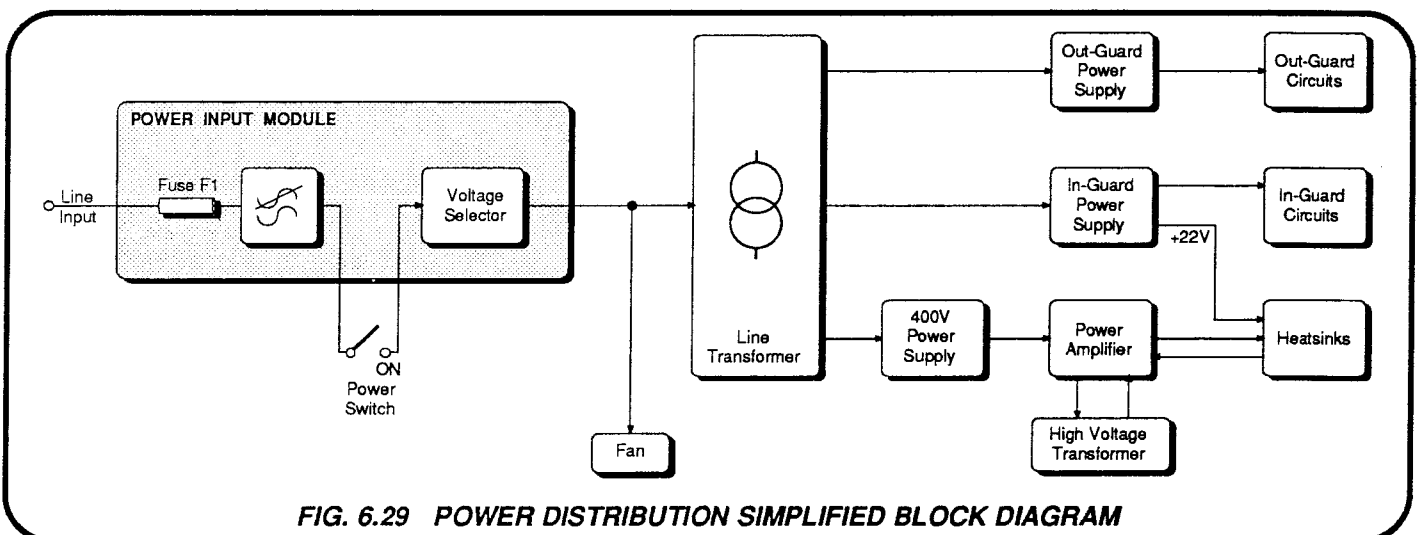 POWER INPUT MODULE
Line
Input
Fuse F1
Voltage
Selector
ON
Power
Switch
Fan
Line
Transformer
Out-Guard
Power
Supply
Out-Guard
Circuits
In-Guard
Power
Supply
+22V
In-Guard
Circuits
400V
Power
Supply
Power
Amplifier
Heatsinks
High Voltage
Transformer
FIG. 6.29 POWER DISTRIBUTION SIMPLIFIED BLOCK DIAGRAM